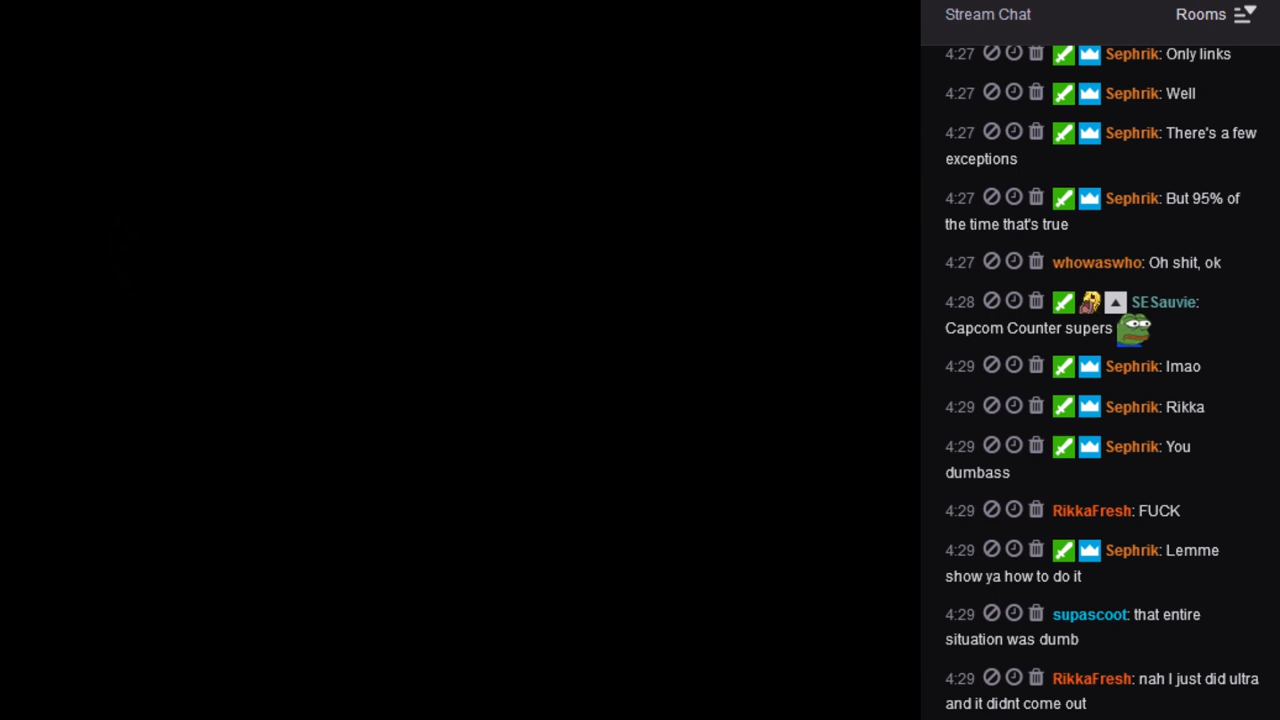 Stream Chat
Rooms
4:27 Sephrik: Only links
4:27 Sephrik: Well
4:27 Sephrik: There's a few
exceptions
4:27 Sephrik: But 95% of
the time that's true
4:27 whowaswho: Oh shit, ok
4:28 SESauvie:
Capcom Counter supers
4:29 Sephrik: lmao
4:29 Sephrik: Rikka
4:29 Sephrik: You
dumbass
4:29 RikkaFresh: FUCK
4:29 Sephrik: Lemme
show ya how to do it
4:29 supascoot: that entire
situation was dumb
4:29 RikkaFresh: nah I just did ultra
and it didnt come out